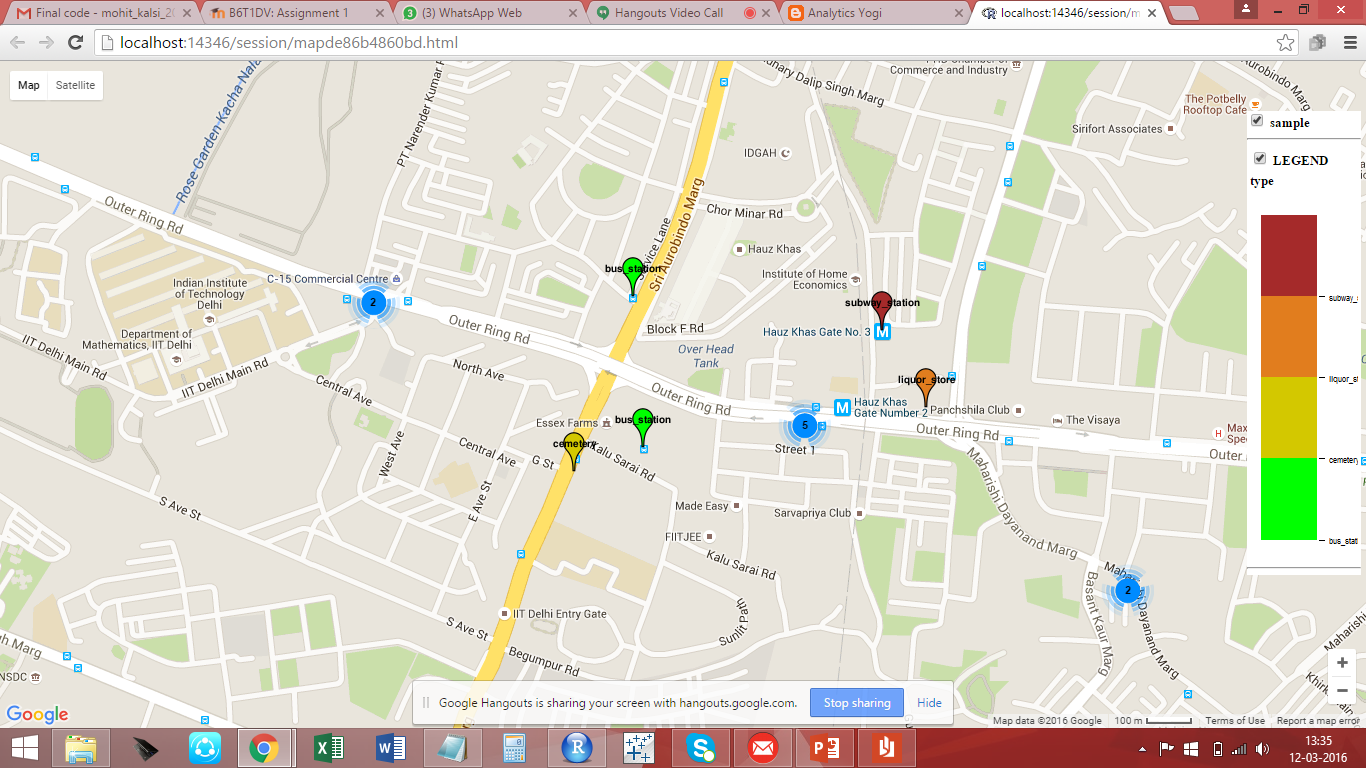 Final code - mohit_kalsi_20
B6T1DV: Assignment 1
(3) WhatsApp Web
Hangouts Video Call
Analytics Yogi
localhost:14346/session/m
localhost:14346/session/mapde86b4860bd.html
Map
Satellite
Rose Garden Kacha-Nala
PT Narender Kumar
Commerce and Industry
Dalip Singh Marg
Aurobindo Marg
The Potbelly
Rooftop Cafe
Sirifort Associates
sample
LEGEND
type
IDGAH
Outer Ring Rd
Chor Minar Rd
Service Lane
Sri Aurobindo Marg
Hauz Khas
C-15 Commercial Centre
bus_station
Institute of Home
Economics
Indian Institute
of Technology
Delhi
2
subway_station
Hauz Khas Gate No. 3
M
Outer Ring Rd
Block F Rd
Department of
Mathematics, IIT Delhi
IIT Delhi Main Rd
Over Head
Tank
IIT Delhi Main Rd
North Ave
Central Ave
liquor_store
Outer Ring Rd
M
Hauz Khas
Gate Number 2
Panchshila Club
The Visaya
bus_station
Essex Farms
5
Outer Ring Rd
H
Max
Spe
Outer
cemetery
West Ave
Central Ave
G St
Kalu Sarai Rd
Street 1
E Ave St
S Ave St
Made Easy
Sarvapriya Club
Maharishi Dayanand Marg
FIITJEE
Kalu Sarai Rd
bus_stati
2
Basant Kaur Marg
Dayanand Marg
IIT Delhi Entry Gate
S Ave St
Sunlit Path
Begumpur Rd
Maharishi
Marg
NSDC
Google
Google Hangouts is sharing your screen with hangouts.google.com.
Stop sharing
Hide
Map data ©2016 Google
100 m
Terms of Use
Report a map error
13:35
12-03-2016